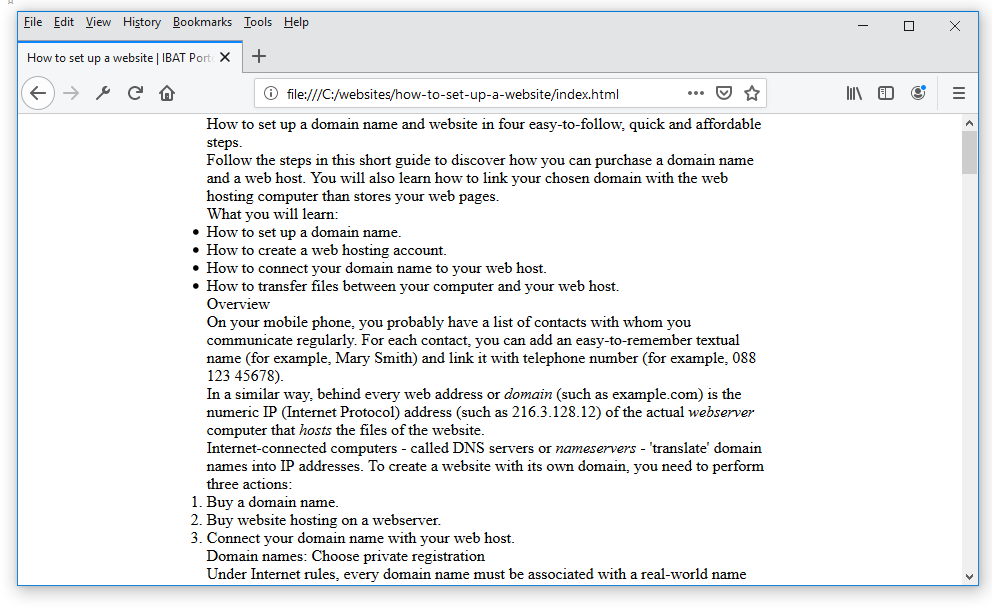 File Edit View History Bookmarks Tools Help
How to set up a website | IBAT Port
file:///C:/websites/how-to-set-up-a-website/index.html
How to set up a domain name and website in four easy-to-follow, quick and affordable
steps.
Follow the steps in this short guide to discover how you can purchase a domain name
and a web host. You will also learn how to link your chosen domain with the web
hosting computer than stores your web pages.
What you will learn:
• How to set up a domain name.
• How to create a web hosting account.
• How to connect your domain name to your web host.
• How to transfer files between your computer and your web host.
Overview
On your mobile phone, you probably have a list of contacts with whom you
communicate regularly. For each contact, you can add an easy-to-remember textual
name (for example, Mary Smith) and link it with telephone number (for example, 088
123 45678).
In a similar way, behind every web address or domain (such as example.com) is the
numeric IP (Internet Protocol) address (such as 216.3.128.12) of the actual webserver
computer that hosts the files of the website.
Internet-connected computers - called DNS servers or nameservers - 'translate' domain
names into IP addresses. To create a website with its own domain, you need to perform
three actions:
1. Buy a domain name.
2. Buy website hosting on a webserver.
3. Connect your domain name with your web host.
Domain names: Choose private registration
Under Internet rules, every domain name must be associated with a real-world name